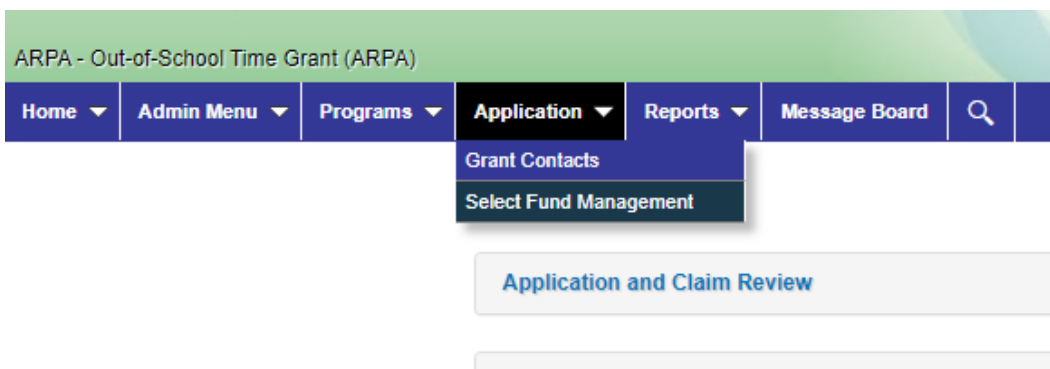 ARPA - Out-of-School Time Grant (ARPA)
Home Admin Menu Programs Application Reports Message Board
Grant Contacts
Select Fund Management
Application and Claim Review